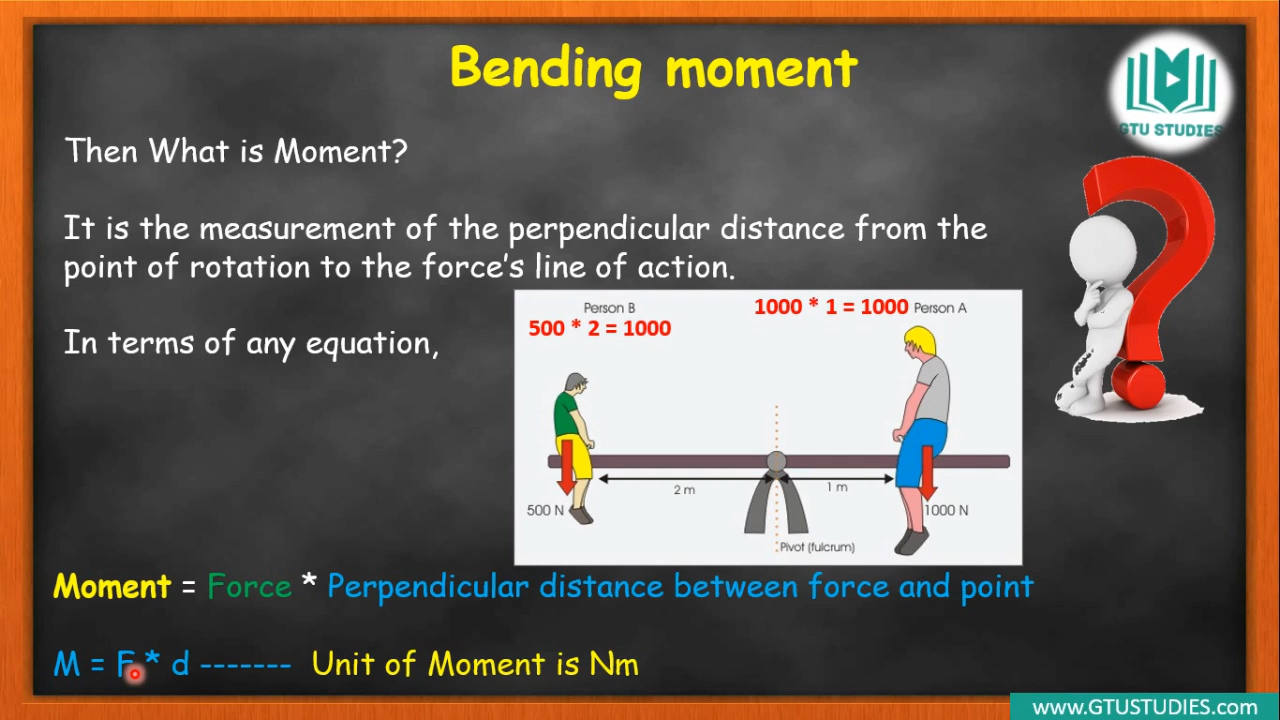 Bending moment
GTU STUDIES
Then What is Moment?
It is the measurement of the perpendicular distance from the
point of rotation to the force's line of action.
In terms of any equation,
Person B
500 * 2 = 1000
1000 * 1 = 1000 Person A
2 m
1 m
500 N
1000 N
Pivot (fulcrum)
Moment = Force * Perpendicular distance between force and point
M = F * d ------- Unit of Moment is Nm
www.GTUSTUDIES.com